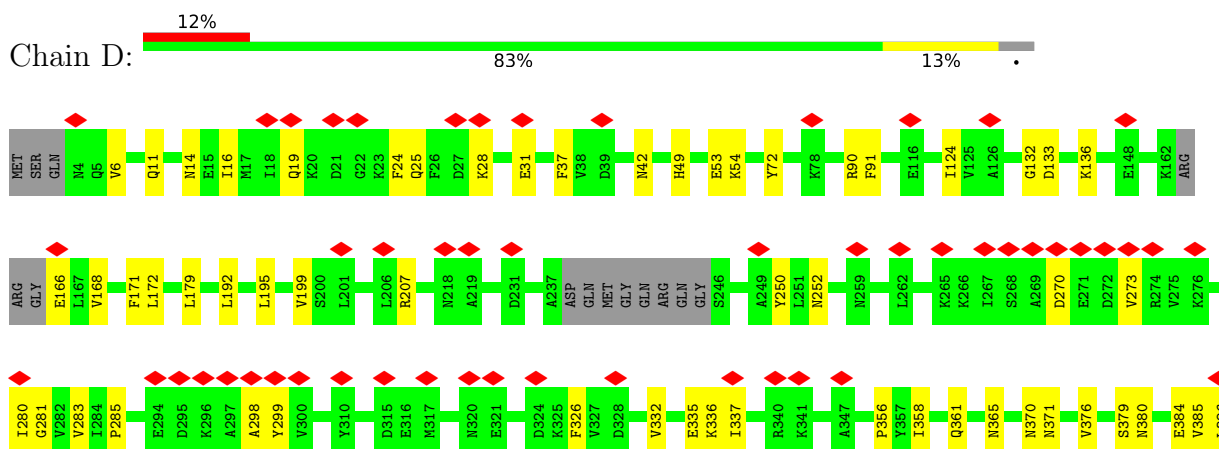 12%
Chain D:
83% 13% •
MET SER GLN N4 Q5 V6 Q11 N14 E15 I16 M17 I18 Q19 K20 D21 G22 K23 F24 Q25 F26 D27 K28 E31 F37 V38 D39 N42 H49 E53 K54 Y72 K78 R90 F91 E116 I124 V125 A126 G132 D133 K136 E148 K162 ARG
ARG GLY E166 L167 V168 F171 L172 L179 L192 L195 V199 S200 L201 L206 R207 N218 A219 D231 A237 ASP GLN MET GLY GLN ARG GLN GLY S246 A249 Y250 L251 N252 N259 L262 K265 K266 I267 S268 A269 D270 E271 D272 V273 R274 V275 K276
I280 G281 V282 V283 I284 P285 E294 D295 K296 A297 A298 Y299 V300 Y310 D315 E316 M317 N320 E321 D324 K325 F326 V327 D328 V332 E335 K336 I337 R340 K341 A347 P356 Y357 I358 Q361 N365 N370 N371 V376 S379 N380 E384 V385